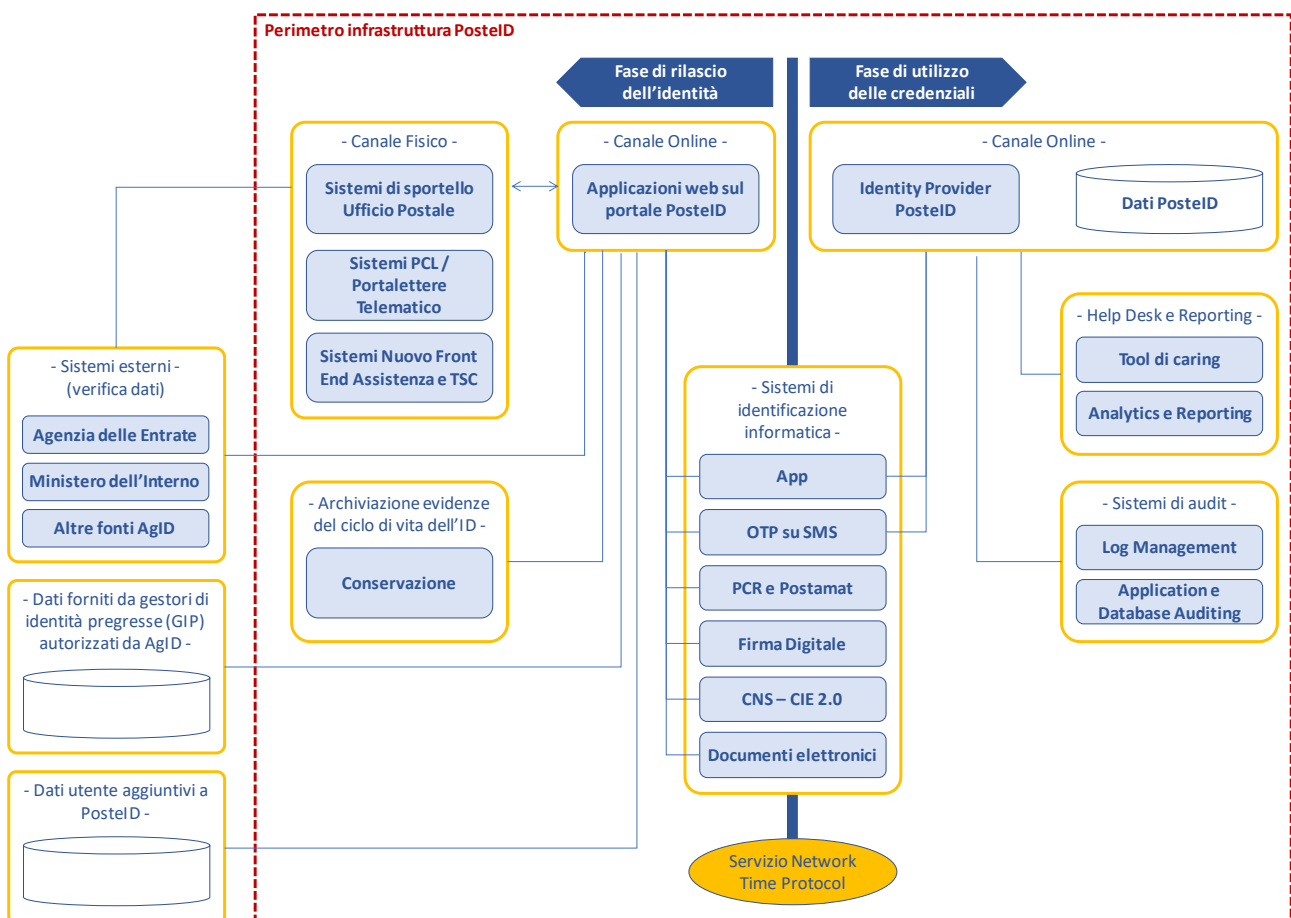 Perimetro infrastruttura PosteID
Fase di rilascio
dell'identità
Fase di utilizzo
delle credenziali
- Canale Fisico -
Sistemi di sportello
Ufficio Postale
Sistemi PCL /
Portalettere
Telematico
Sistemi Nuovo Front
End Assistenza e TSC
- Canale Online -
Applicazioni web sul
portale PosteID
- Canale Online -
Identity Provider
PosteID
Dati PosteID
- Help Desk e Reporting -
Tool di caring
Analytics e Reporting
- Sistemi esterni -
(verifica dati)
Agenzia delle Entrate
Ministero dell'Interno
Altre fonti AgID
- Sistemi di
identificazione
informatica -
App
OTP su SMS
PCR e Postamat
Firma Digitale
CNS – CIE 2.0
Documenti elettronici
- Archiviazione evidenze
del ciclo di vita dell'ID -
Conservazione
- Sistemi di audit -
Log Management
Application e
Database Auditing
- Dati forniti da gestori di
identità pregresse (GIP)
autorizzati da AgID -
- Dati utente aggiuntivi a
PosteID -
Servizio Network
Time Protocol